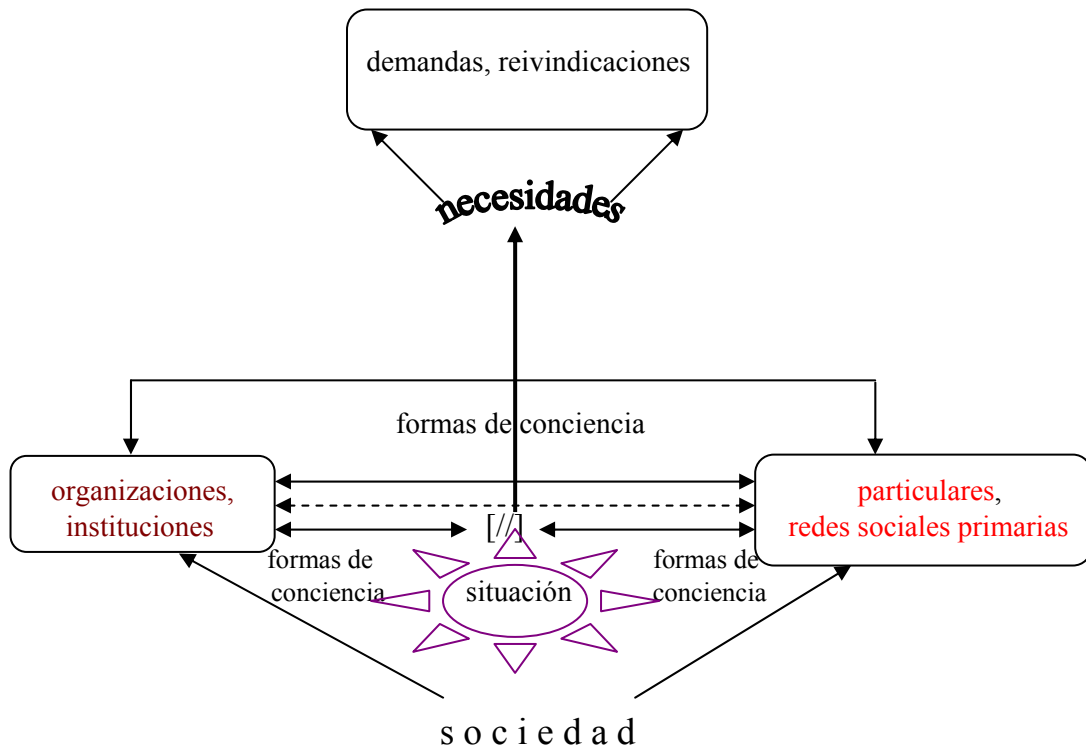 demandas, reivindicaciones
necesidades
formas de conciencia
organizaciones,
instituciones
particulares,
redes sociales primarias
[//]
formas de
conciencia
situación
formas de
conciencia
s o c i e d a d